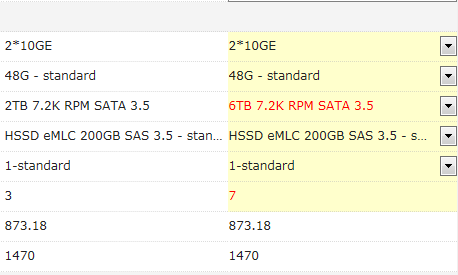 2*10GE 2*10GE
48G - standard 48G - standard
2TB 7.2K RPM SATA 3.5 6TB 7.2K RPM SATA 3.5
HSSD eMLC 200GB SAS 3.5 - stan... HSSD eMLC 200GB SAS 3.5 - s...
1-standard 1-standard
3 7
873.18 873.18
1470 1470